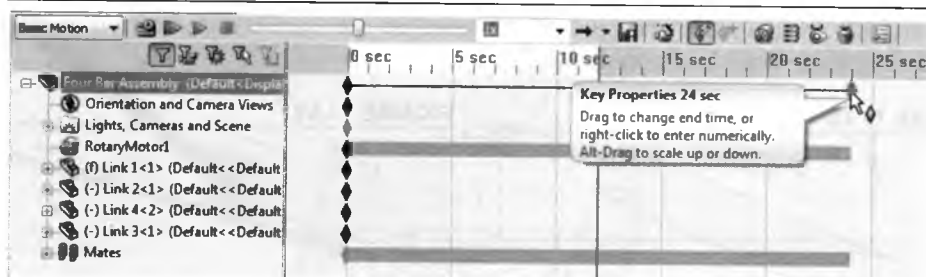 Basic Motion
0 sec 5 sec 10 sec 15 sec 20 sec 25 sec
Four Bar Assembly (Default<Displa
Orientation and Camera Views
Lights, Cameras and Scene
RotaryMotor1
(f) Link 1<1> (Default<<Default
(-) Link 2<1> (Default<<Default
(-) Link 4<2> (Default<<Default
(-) Link 3<1> (Default<<Default
Mates
Key Properties 24 sec
Drag to change end time, or
right-click to enter numerically.
Alt-Drag to scale up or down.